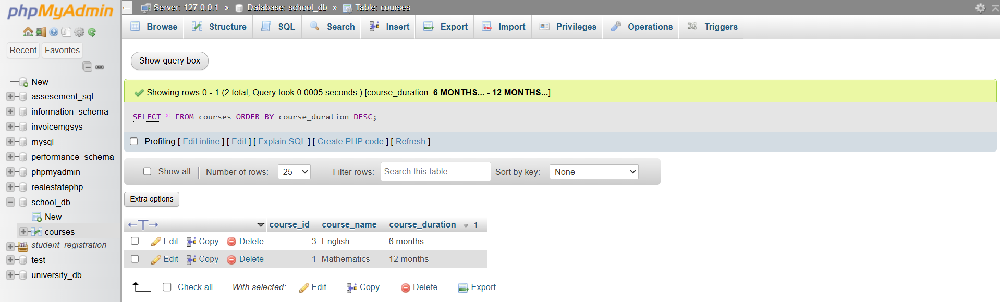 phpMyAdmin
Recent Favorites
New
assesement_sql
information_schema
invoicemgsys
mysql
performance_schema
phpmyadmin
realestatephp
school_db
New
courses
student_registration
test
university_db
Server: 127.0.0.1 » Database: school_db » Table: courses
Browse Structure SQL Search Insert Export Import Privileges Operations Triggers
Show query box
Showing rows 0 - 1 (2 total, Query took 0.0005 seconds.) [course_duration: 6 MONTHS... - 12 MONTHS...]
SELECT * FROM courses ORDER BY course_duration DESC;
Profiling [ Edit inline ] [ Edit ] [ Explain SQL ] [ Create PHP code ] [ Refresh ]
Show all Number of rows: 25 Filter rows: Search this table Sort by key: None
Extra options
course_id course_name course_duration 1
Edit Copy Delete 3 English 6 months
Edit Copy Delete 1 Mathematics 12 months
Check all With selected: Edit Copy Delete Export